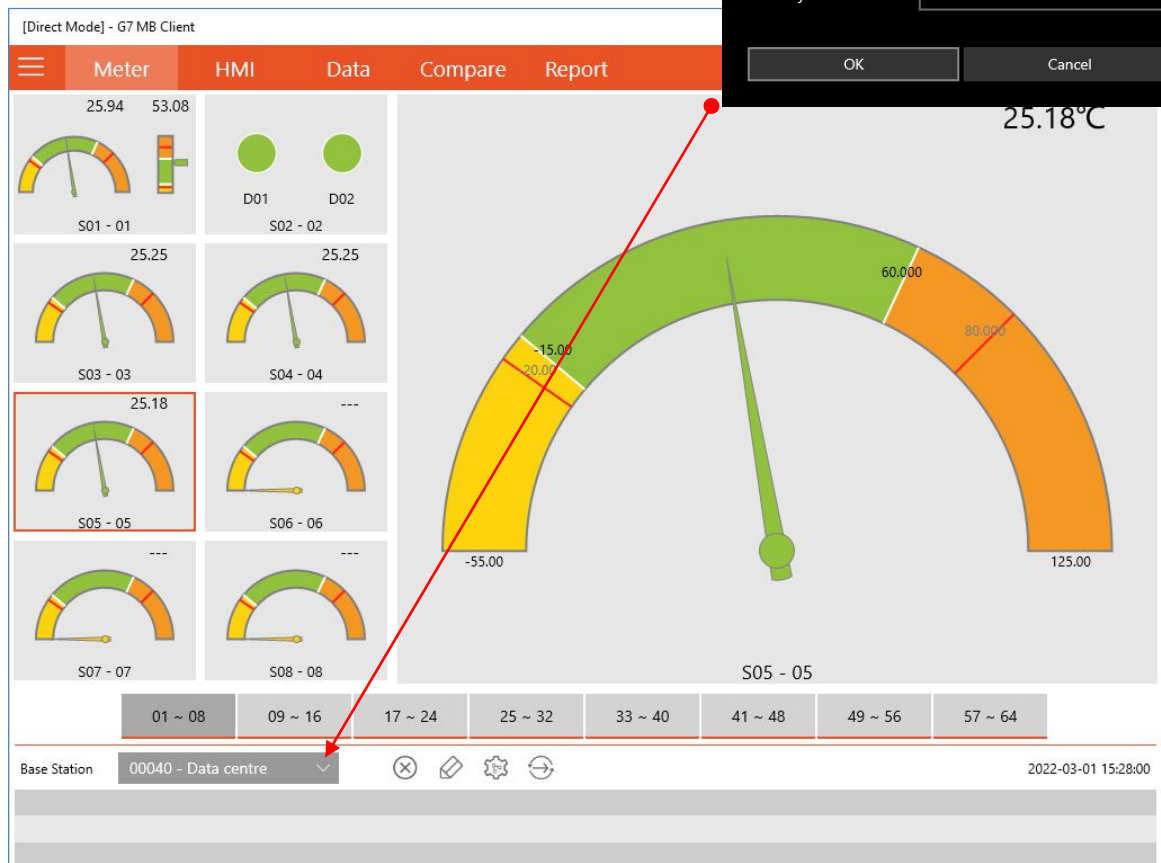 [Direct Mode] - G7 MB Client
OK Cancel
Meter HMI Data Compare Report
25.94 53.08
S01 - 01
D01 D02
S02 - 02
25.25
S03 - 03
25.25
S04 - 04
25.18
S05 - 05
---
S06 - 06
---
S07 - 07
---
S08 - 08
25.18℃
60.000
80.000
-15.00
20.00
-55.00
125.00
S05 - 05
01 ~ 08 09 ~ 16 17 ~ 24 25 ~ 32 33 ~ 40 41 ~ 48 49 ~ 56 57 ~ 64
Base Station 00040 - Data centre 2022-03-01 15:28:00